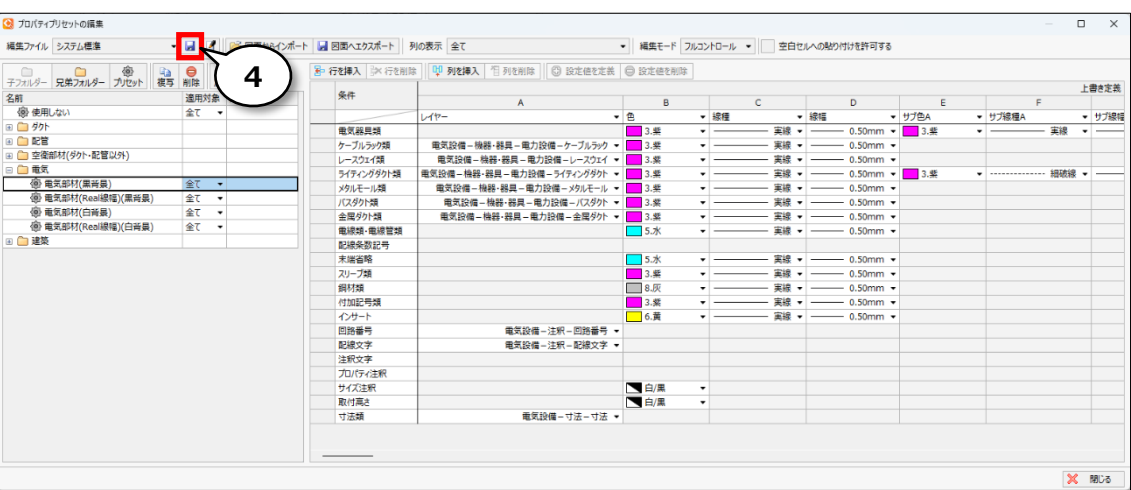 プロパティプリセットの編集
編集ファイル システム標準 インポート 図面へエクスポート 列の表示 全て 編集モード フルコントロール 空白セルへの貼り付けを許可する
4
子フォルダー 兄弟フォルダー プリセット 複写 削除
行を挿入 行を削除 列を挿入 列を削除 設定値を定義 設定値を削除
名前 適用対象
使用しない 全て
ダクト
配管
空衛部材(ダクト・配管以外)
電気
電気部材(黒背景) 全て
電気部材(Real線幅)(黒背景) 全て
電気部材(白背景) 全て
電気部材(Real線幅)(白背景) 全て
建築
条件 上書き定義
A B C D E F
レイヤー 色 線種 線幅 サブ色A サブ線種A サブ線幅
電気器具類 3.紫 実線 0.50mm 3.紫 実線
ケーブルラック類 電気設備-機器・器具-電力設備-ケーブルラック 3.紫 実線 0.50mm
レースウェイ類 電気設備-機器・器具-電力設備-レースウェイ 3.紫 実線 0.50mm
ライティングダクト類 電気設備-機器・器具-電力設備-ライティングダクト 3.紫 実線 0.50mm 3.紫 細破線
メタルモール類 電気設備-機器・器具-電力設備-メタルモール 3.紫 実線 0.50mm
バスダクト類 電気設備-機器・器具-電力設備-バスダクト 3.紫 実線 0.50mm
金属ダクト類 電気設備-機器・器具-電力設備-金属ダクト 3.紫 実線 0.50mm
電線類・電線管類 5.水 実線 0.50mm
配線条数記号
末端省略 5.水 実線 0.50mm
スリーブ類 3.紫 実線 0.50mm
鋼材類 8.灰 実線 0.50mm
付加記号類 3.紫 実線 0.50mm
インサート 6.黄 実線 0.50mm
回路番号 電気設備-注釈-回路番号
配線文字 電気設備-注釈-配線文字
注釈文字
プロパティ注釈
サイズ注釈 白/黒
取付高さ 白/黒
寸法類 電気設備-寸法-寸法
閉じる